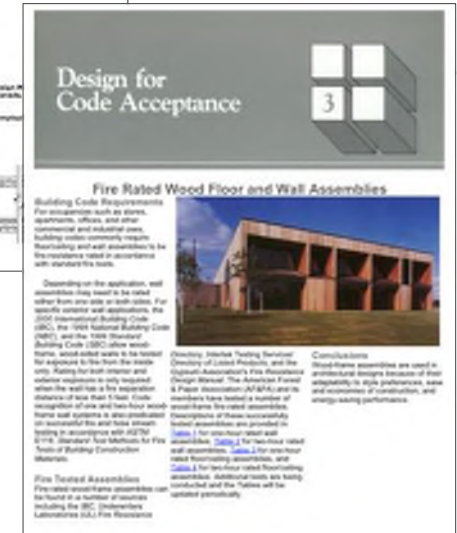 Design for
Code Acceptance
3
Fire Rated Wood Floor and Wall Assemblies
Building Code Requirements
For occupancies such as stores,
apartments, offices, and other
commercial and industrial uses,
building codes commonly require
floor/ceiling and wall assemblies to be
fire resistance rated in accordance
with standard fire tests.
Depending on the application, wall
assemblies may need to be rated
either from one side or both sides. For
specific exterior wall applications, the
2000 International Building Code
(IBC), the 1999 National Building Code
(NBC), and the 1999 Standard
Building Code (SBC) allow wood-
frame, wood-sided walls to be tested
for exposure to fire from the inside
only. Rating for both interior and
exterior exposure is only required
when the wall has a fire separation
distance of less than 5 feet. Code
recognition of one and two-hour wood-
frame wall systems is also predicated
on successful fire and hose stream
testing in accordance with ASTM
E119, Standard Test Methods for Fire
Tests of Building Construction
Materials.
Fire Tested Assemblies
Fire rated wood-frame assemblies can
be found in a number of sources
including the IBC, Underwriters
Laboratories (UL) Fire Resistance
Directory, Intertek Testing Services'
Directory of Listed Products, and the
Gypsum Association's Fire Resistance
Design Manual. The American Forest
& Paper Association (AF&PA) and its
members have tested a number of
wood-frame fire rated assemblies.
Descriptions of these successfully
tested assemblies are provided in
Table 1 for one-hour rated wall
assemblies, Table 2 for two-hour rated
wall assemblies, Table 3 for one-hour
rated floor/ceiling assemblies, and
Table 4 for two-hour rated floor/ceiling
assemblies. Additional tests are being
conducted and the Tables will be
updated periodically.
Conclusions
Wood-frame assemblies are used in
architectural designs because of their
adaptability to style preferences, ease
and economies of construction, and
energy-saving performance.